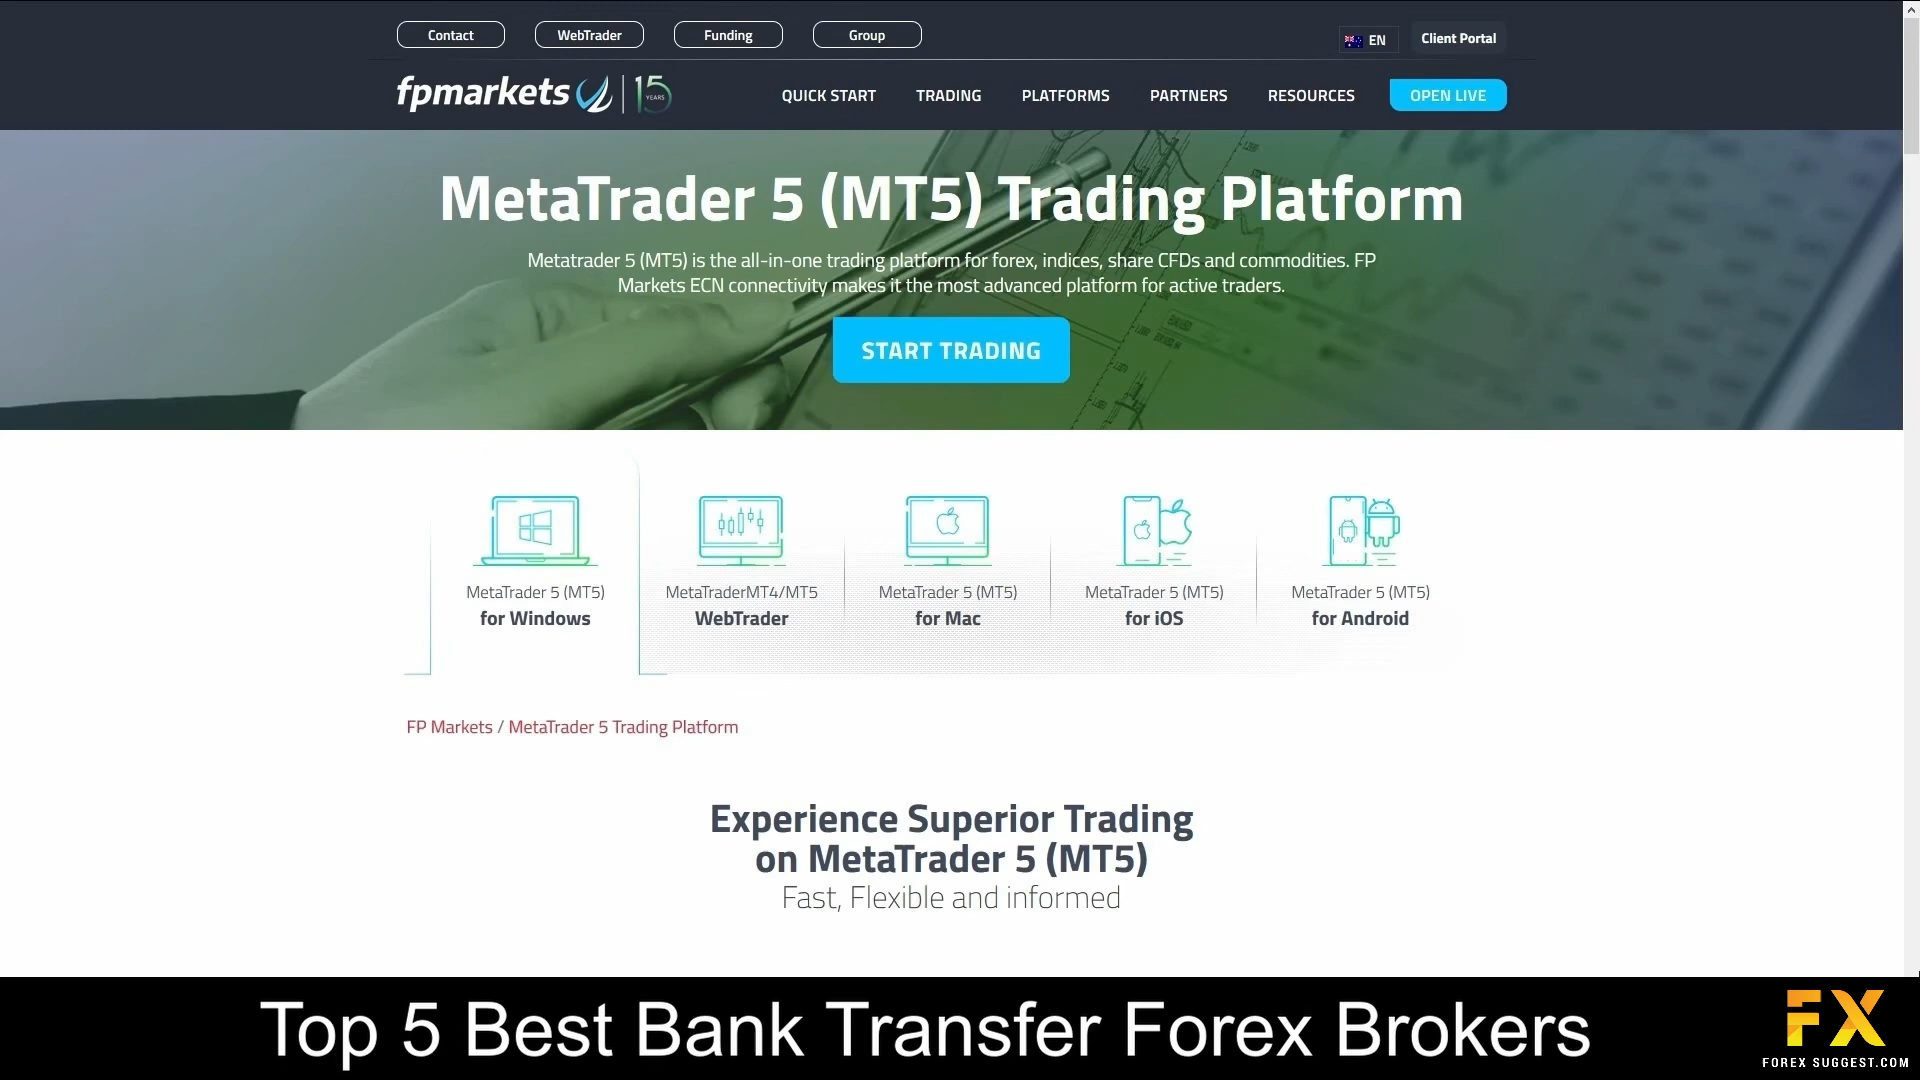 Contact
WebTrader
Funding
Group
EN
Client Portal
fpmarkets
15
YEARS
QUICK START
TRADING
PLATFORMS
PARTNERS
RESOURCES
OPEN LIVE
MetaTrader 5 (MT5) Trading Platform
Metatrader 5 (MT5) is the all-in-one trading platform for forex, indices, share CFDs and commodities. FP
Markets ECN connectivity makes it the most advanced platform for active traders.
START TRADING
MetaTrader 5 (MT5)
for Windows
MetaTraderMT4/MT5
WebTrader
MetaTrader 5 (MT5)
for Mac
MetaTrader 5 (MT5)
for iOS
MetaTrader 5 (MT5)
for Android
FP Markets / MetaTrader 5 Trading Platform
Experience Superior Trading
on MetaTrader 5 (MT5)
Fast, Flexible and informed
Top 5 Best Bank Transfer Forex Brokers
FX
FOREX SUGGEST.COM